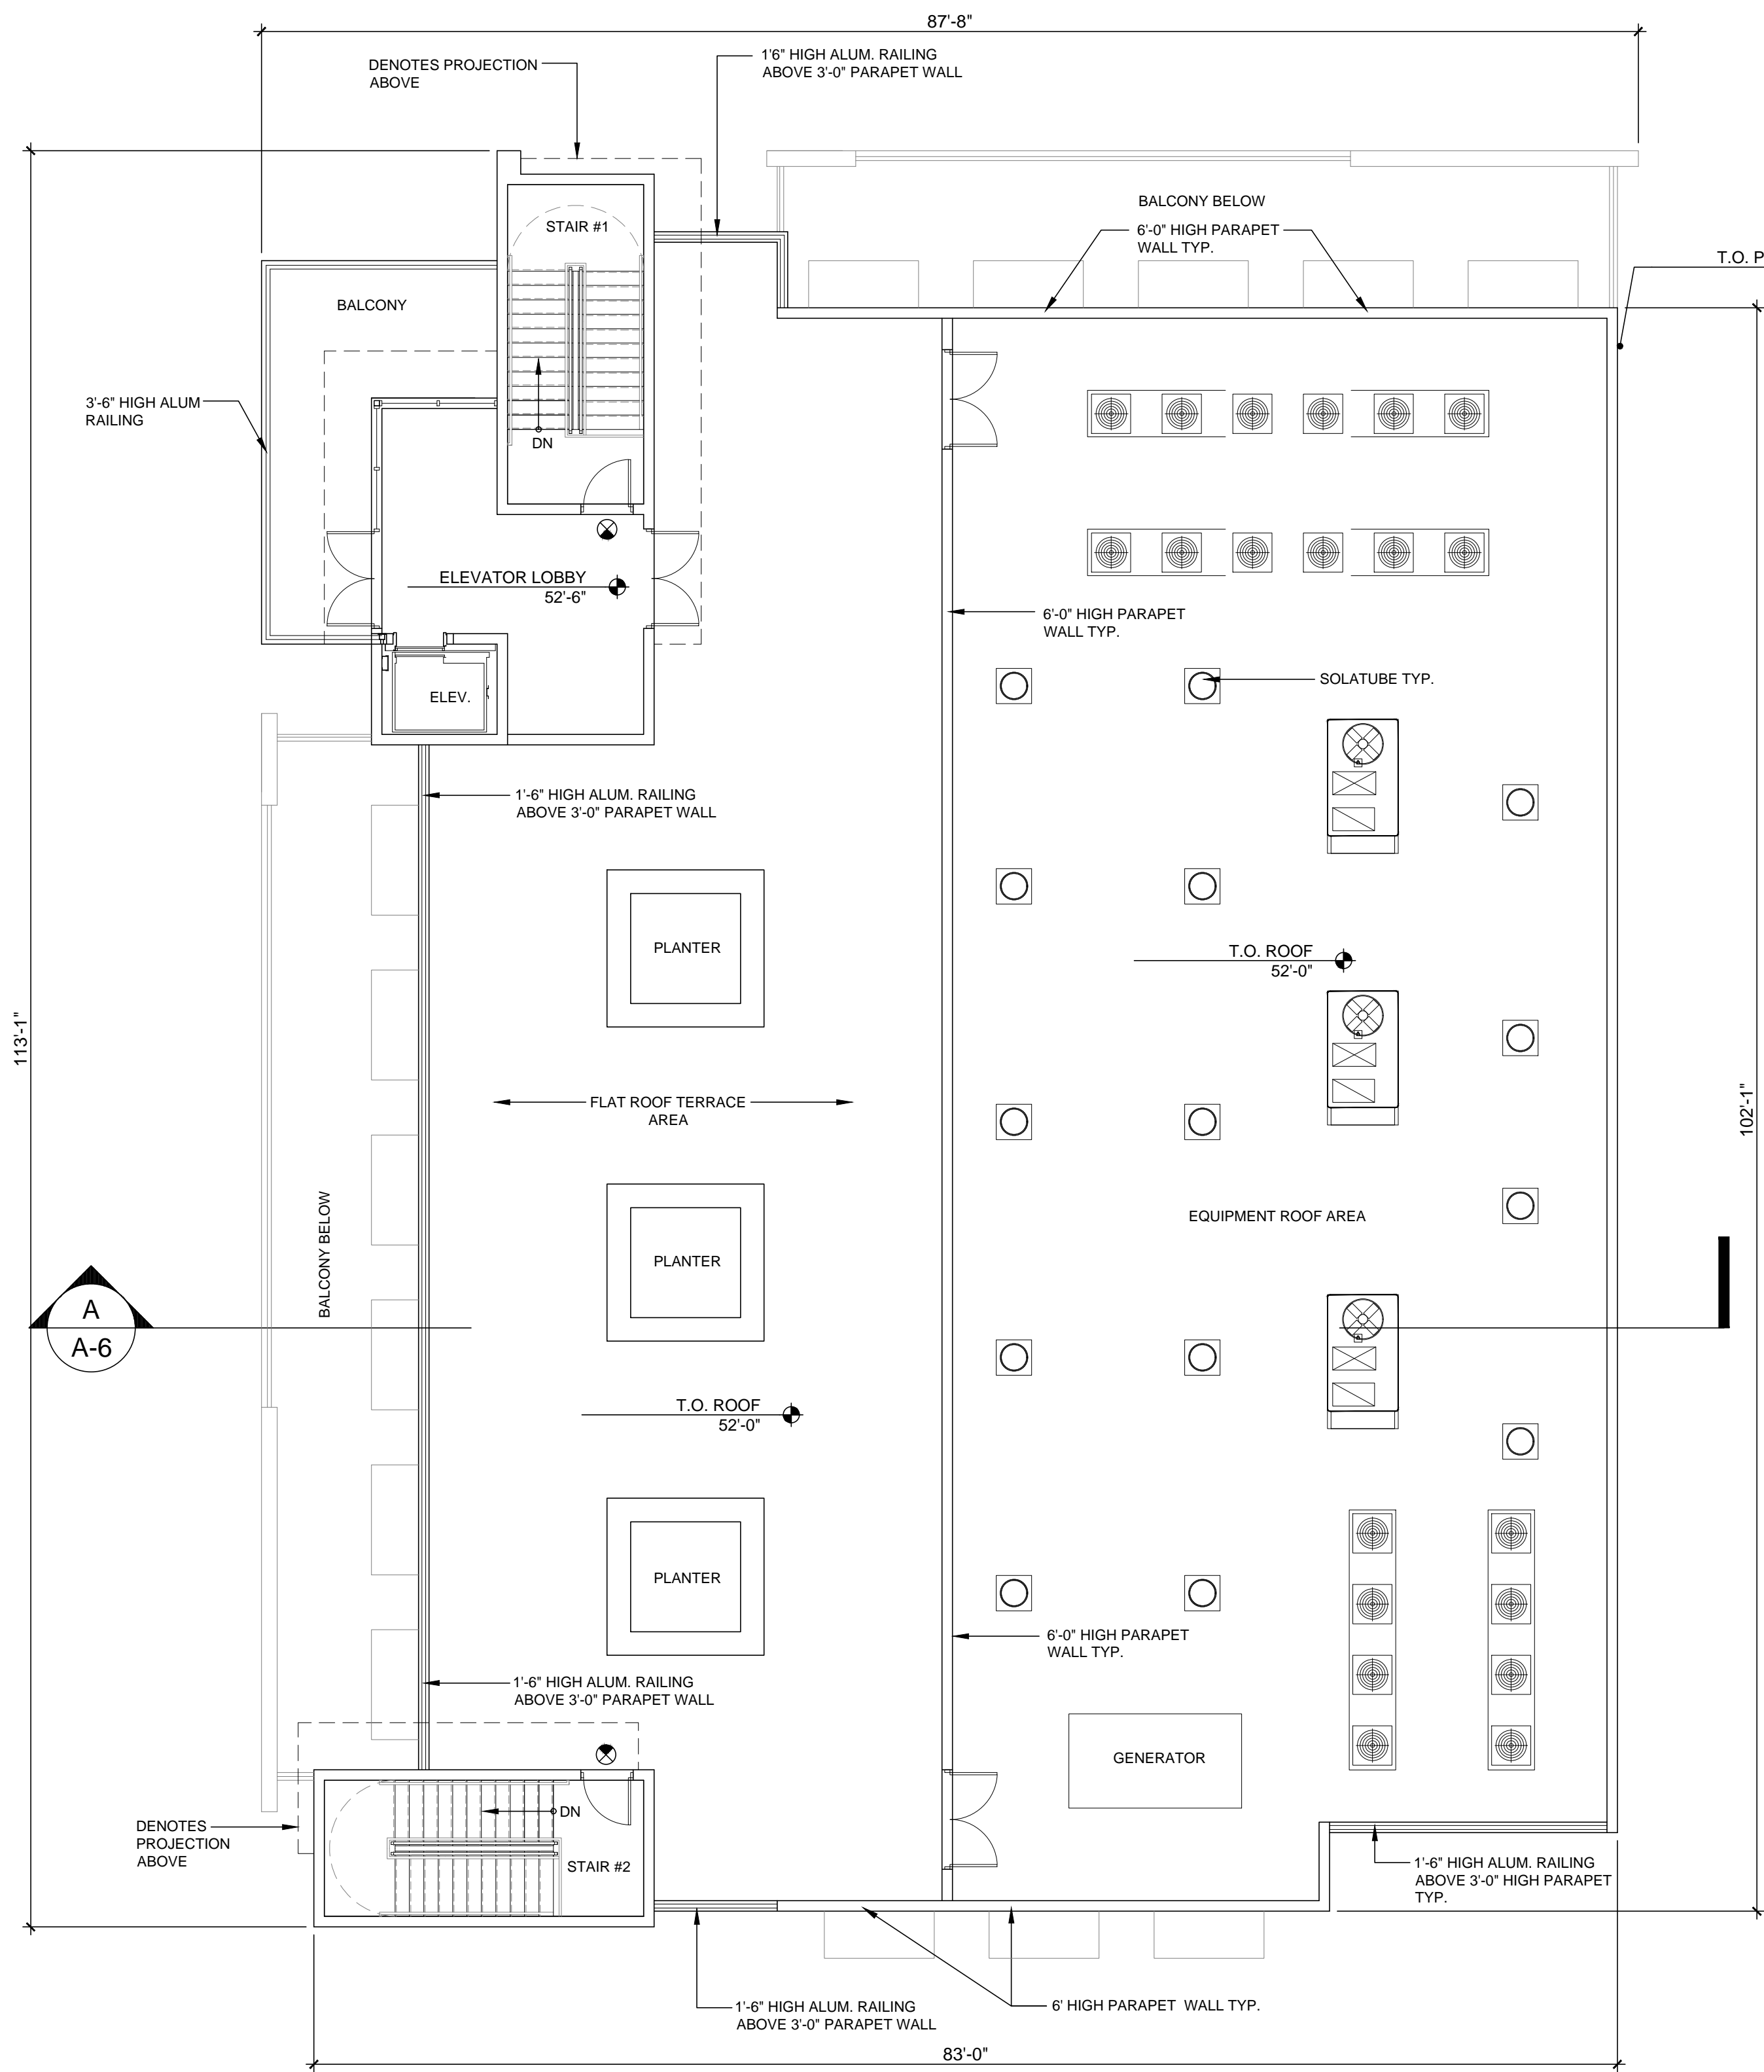 87'-8"
DENOTES PROJECTION
ABOVE
1'6" HIGH ALUM. RAILING
ABOVE 3'-0" PARAPET WALL
STAIR #1
BALCONY BELOW
6'-0" HIGH PARAPET
WALL TYP.
T.O. P
BALCONY
3'-6" HIGH ALUM
RAILING
DN
ELEVATOR LOBBY
52'-6"
6'-0" HIGH PARAPET
WALL TYP.
SOLATUBE TYP.
ELEV.
1'-6" HIGH ALUM. RAILING
ABOVE 3'-0" PARAPET WALL
PLANTER
T.O. ROOF
52'-0"
113'-1"
FLAT ROOF TERRACE
AREA
102'-1"
BALCONY BELOW
EQUIPMENT ROOF AREA
PLANTER
A
A-6
T.O. ROOF
52'-0"
PLANTER
6'-0" HIGH PARAPET
WALL TYP.
1'-6" HIGH ALUM. RAILING
ABOVE 3'-0" PARAPET WALL
GENERATOR
DN
DENOTES
PROJECTION
ABOVE
STAIR #2
1'-6" HIGH ALUM. RAILING
ABOVE 3'-0" HIGH PARAPET
TYP.
1'-6" HIGH ALUM. RAILING
ABOVE 3'-0" PARAPET WALL
6' HIGH PARAPET WALL TYP.
83'-0"